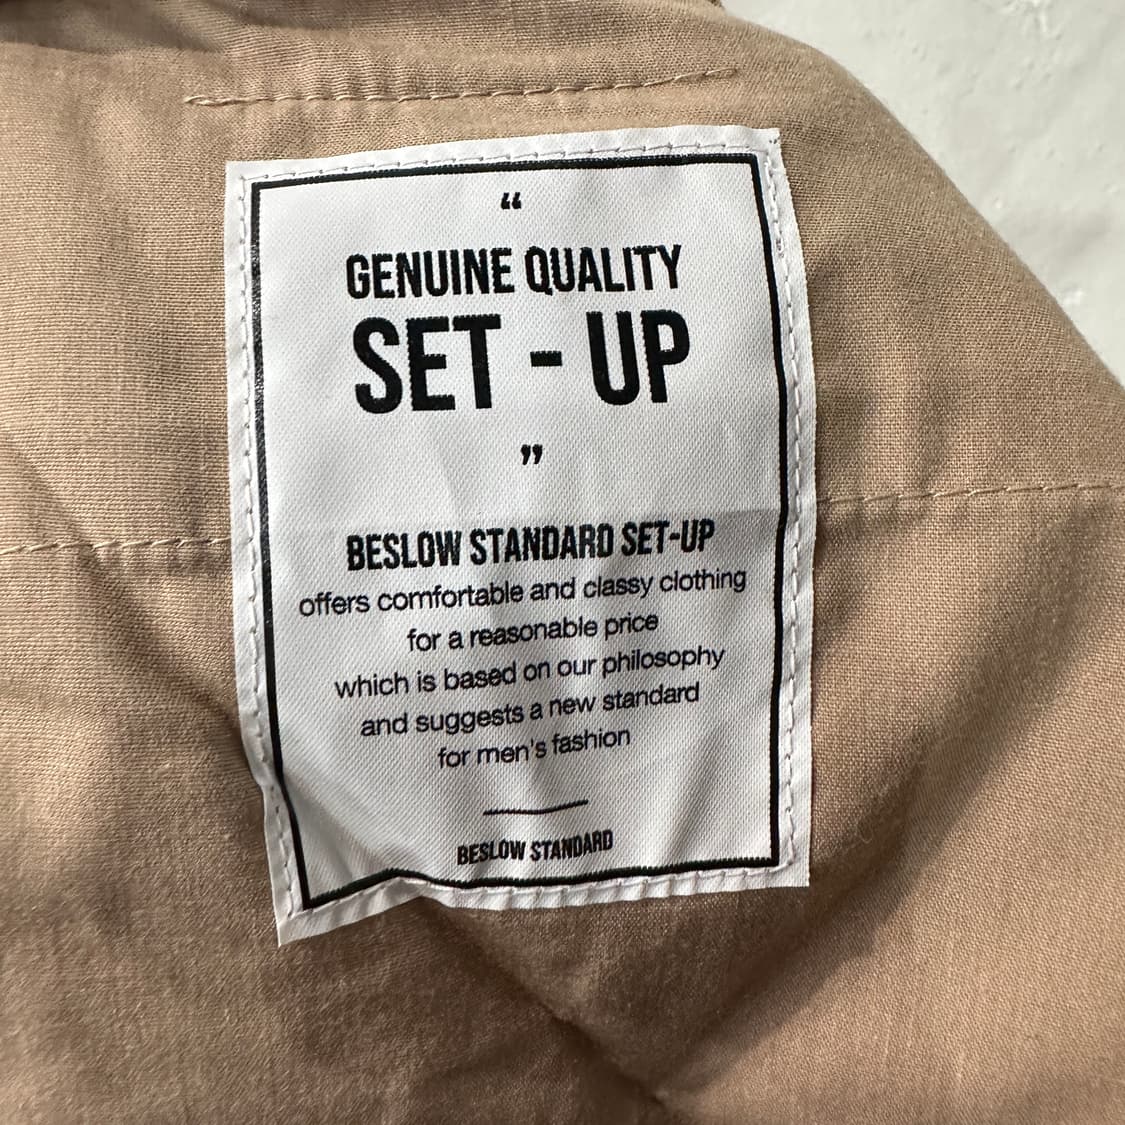 “
GENUINE QUALITY
SET - UP
”
BESLOW STANDARD SET-UP
offers comfortable and classy clothing
for a reasonable price
which is based on our philosophy
and suggests a new standard
for men's fashion
BESLOW STANDARD